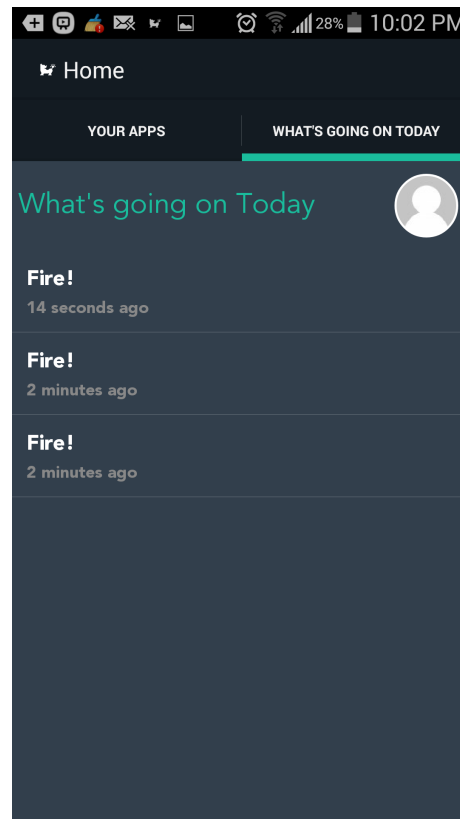 28% 10:02 PM
Home
YOUR APPS WHAT'S GOING ON TODAY
What's going on Today
Fire!
14 seconds ago
Fire!
2 minutes ago
Fire!
2 minutes ago